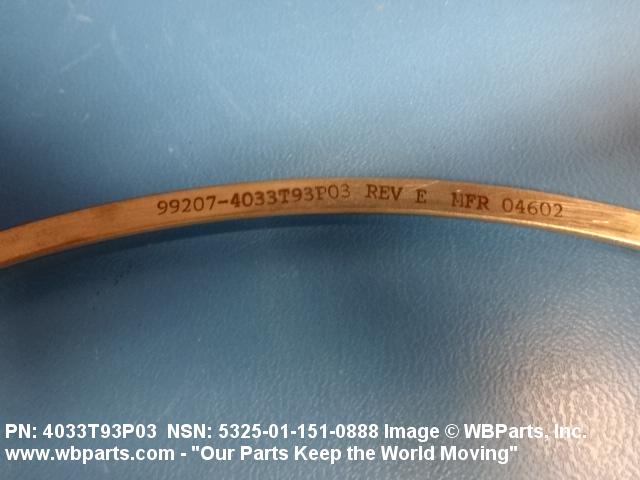 99207-4033T93P03 REV E MFR 04602
PN: 4033T93P03 NSN: 5325-01-151-0888 Image © WBParts, Inc.
www.wbparts.com - "Our Parts Keep the World Moving"